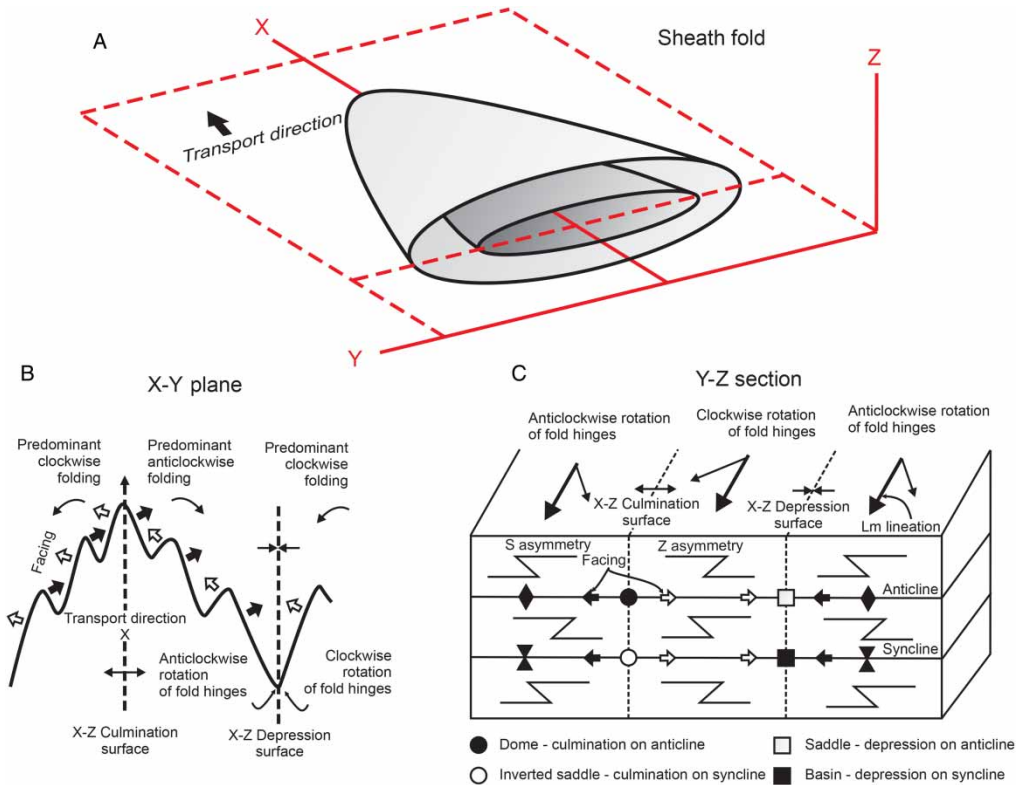 A
Sheath fold
X
Z
Transport direction
Y
B
X-Y plane
Predominant
clockwise
folding
Predominant
anticlockwise
folding
Predominant
clockwise
folding
Facing
Transport direction
X
Anticlockwise
rotation
of fold hinges
Clockwise
rotation
of fold hinges
X-Z Culmination
surface
X-Z Depression
surface
C
Y-Z section
Anticlockwise rotation
of fold hinges
Clockwise rotation
of fold hinges
Anticlockwise rotation
of fold hinges
X-Z Culmination
surface
X-Z Depression
surface
Lm lineation
S asymmetry
Z asymmetry
Facing
Anticline
Syncline
Dome - culmination on anticline
Saddle - depression on anticline
Inverted saddle - culmination on syncline
Basin - depression on syncline